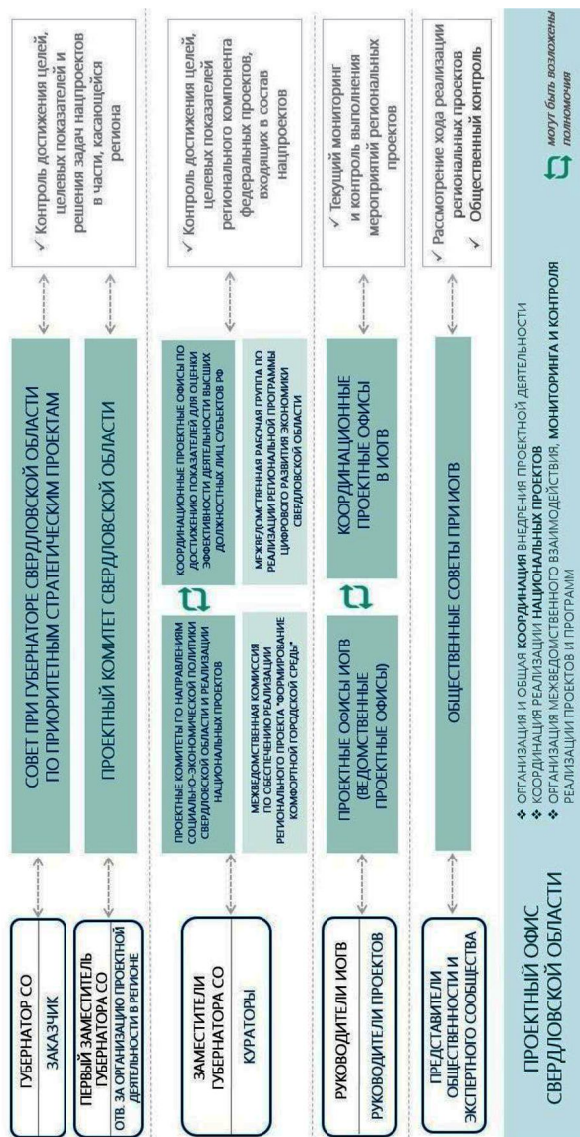 ГУБЕРНАТОР СО
ЗАКАЗЧИК
СОВЕТ ПРИ ГУБЕРНАТОРЕ СВЕРДЛОВСКОЙ ОБЛАСТИ
ПО ПРИОРИТЕТНЫМ СТРАТЕГИЧЕСКИМ ПРОЕКТАМ
✓ Контроль достижения целей,
целевых показателей и
решения задач нацпроектов
в части, касающейся
региона
ПЕРВЫЙ ЗАМЕСТИТЕЛЬ
ГУБЕРНАТОРА СО
ОТВ. ЗА ОРГАНИЗАЦИЮ ПРОЕКТНОЙ
ДЕЯТЕЛЬНОСТИ В РЕГИОНЕ
ПРОЕКТНЫЙ КОМИТЕТ СВЕРДЛОВСКОЙ ОБЛАСТИ
ЗАМЕСТИТЕЛИ
ГУБЕРНАТОРА СО
КУРАТОРЫ
ПРОЕКТНЫЕ КОМИТЕТЫ ПО НАПРАВЛЕНИЯМ
СОЦИАЛЬНО-ЭКОНОМИЧЕСКОЙ ПОЛИТИКИ
СВЕРДЛОВСКОЙ ОБЛАСТИ И РЕАЛИЗАЦИИ
НАЦИОНАЛЬНЫХ ПРОЕКТОВ
КООРДИНАЦИОННЫЕ ПРОЕКТНЫЕ ОФИСЫ ПО
ДОСТИЖЕНИЮ ПОКАЗАТЕЛЕЙ ДЛЯ ОЦЕНКИ
ЭФФЕКТИВНОСТИ ДЕЯТЕЛЬНОСТИ ВЫСШИХ
ДОЛЖНОСТНЫХ ЛИЦ СУБЪЕКТОВ РФ
МЕЖВЕДОМСТВЕННАЯ КОМИССИЯ
ПО ОБЕСПЕЧЕНИЮ РЕАЛИЗАЦИИ
РЕГИОНАЛЬНОГО ПРОЕКТА "ФОРМИРОВАНИЕ
КОМФОРТНОЙ ГОРОДСКОЙ СРЕДЫ"
МЕЖВЕДОМСТВЕННАЯ РАБОЧАЯ ГРУППА ПО
РЕАЛИЗАЦИИ РЕГИОНАЛЬНОЙ ПРОГРАММЫ
ЦИФРОВОГО РАЗВИТИЯ ЭКОНОМИКИ
СВЕРДЛОВСКОЙ ОБЛАСТИ
✓ Контроль достижения целей,
целевых показателей
регионального компонента
федеральных проектов,
входящих в состав
нацпроектов
РУКОВОДИТЕЛИ ИОГВ
РУКОВОДИТЕЛИ ПРОЕКТОВ
ПРОЕКТНЫЕ ОФИСЫ ИОГВ
(ВЕДОМСТВЕННЫЕ
ПРОЕКТНЫЕ ОФИСЫ)
КООРДИНАЦИОННЫЕ
ПРОЕКТНЫЕ ОФИСЫ
В ИОГВ
✓ Текущий мониторинг
и контроль выполнения
мероприятий региональных
проектов
ПРЕДСТАВИТЕЛИ
ОБЩЕСТВЕННОСТИ И
ЭКСПЕРТНОГО СООБЩЕСТВА
ОБЩЕСТВЕННЫЕ СОВЕТЫ ПРИ ИОГВ
✓ Рассмотрение хода реализации
региональных проектов
✓ Общественный контроль
ПРОЕКТНЫЙ ОФИС
СВЕРДЛОВСКОЙ ОБЛАСТИ
❖ ОРГАНИЗАЦИЯ И ОБЩАЯ КООРДИНАЦИЯ ВНЕДРЕНИЯ ПРОЕКТНОЙ ДЕЯТЕЛЬНОСТИ
❖ КООРДИНАЦИЯ РЕАЛИЗАЦИИ НАЦИОНАЛЬНЫХ ПРОЕКТОВ
❖ ОРГАНИЗАЦИЯ МЕЖВЕДОМСТВЕННОГО ВЗАИМОДЕЙСТВИЯ, МОНИТОРИНГА И КОНТРОЛЯ
РЕАЛИЗАЦИИ ПРОЕКТОВ И ПРОГРАММ
могут быть возложены
полномочия